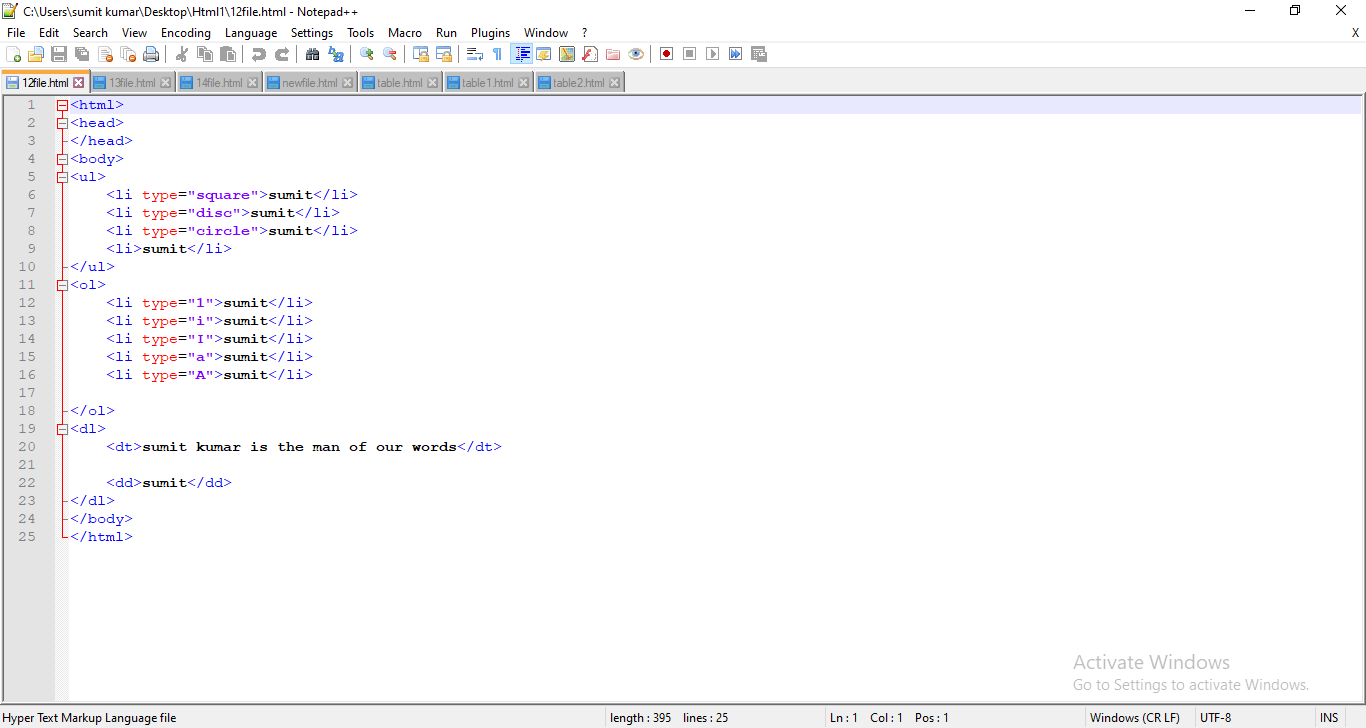 C:\Users\sumit kumar\Desktop\Html1\12file.html - Notepad++
File Edit Search View Encoding Language Settings Tools Macro Run Plugins Window ? X
12file.html 13file.html 14file.html newfile.html table.html table1.html table2.html
1 <html>
2 <head>
3 </head>
4 <body>
5 <ul>
6 <li type="square">sumit</li>
7 <li type="disc">sumit</li>
8 <li type="circle">sumit</li>
9 <li>sumit</li>
10 </ul>
11 <ol>
12 <li type="1">sumit</li>
13 <li type="i">sumit</li>
14 <li type="I">sumit</li>
15 <li type="a">sumit</li>
16 <li type="A">sumit</li>
17
18 </ol>
19 <dl>
20 <dt>sumit kumar is the man of our words</dt>
21
22 <dd>sumit</dd>
23 </dl>
24 </body>
25 </html>
Activate Windows
Go to Settings to activate Windows.
Hyper Text Markup Language file length : 395 lines : 25 Ln : 1 Col : 1 Pos : 1 Windows (CR LF) UTF-8 INS